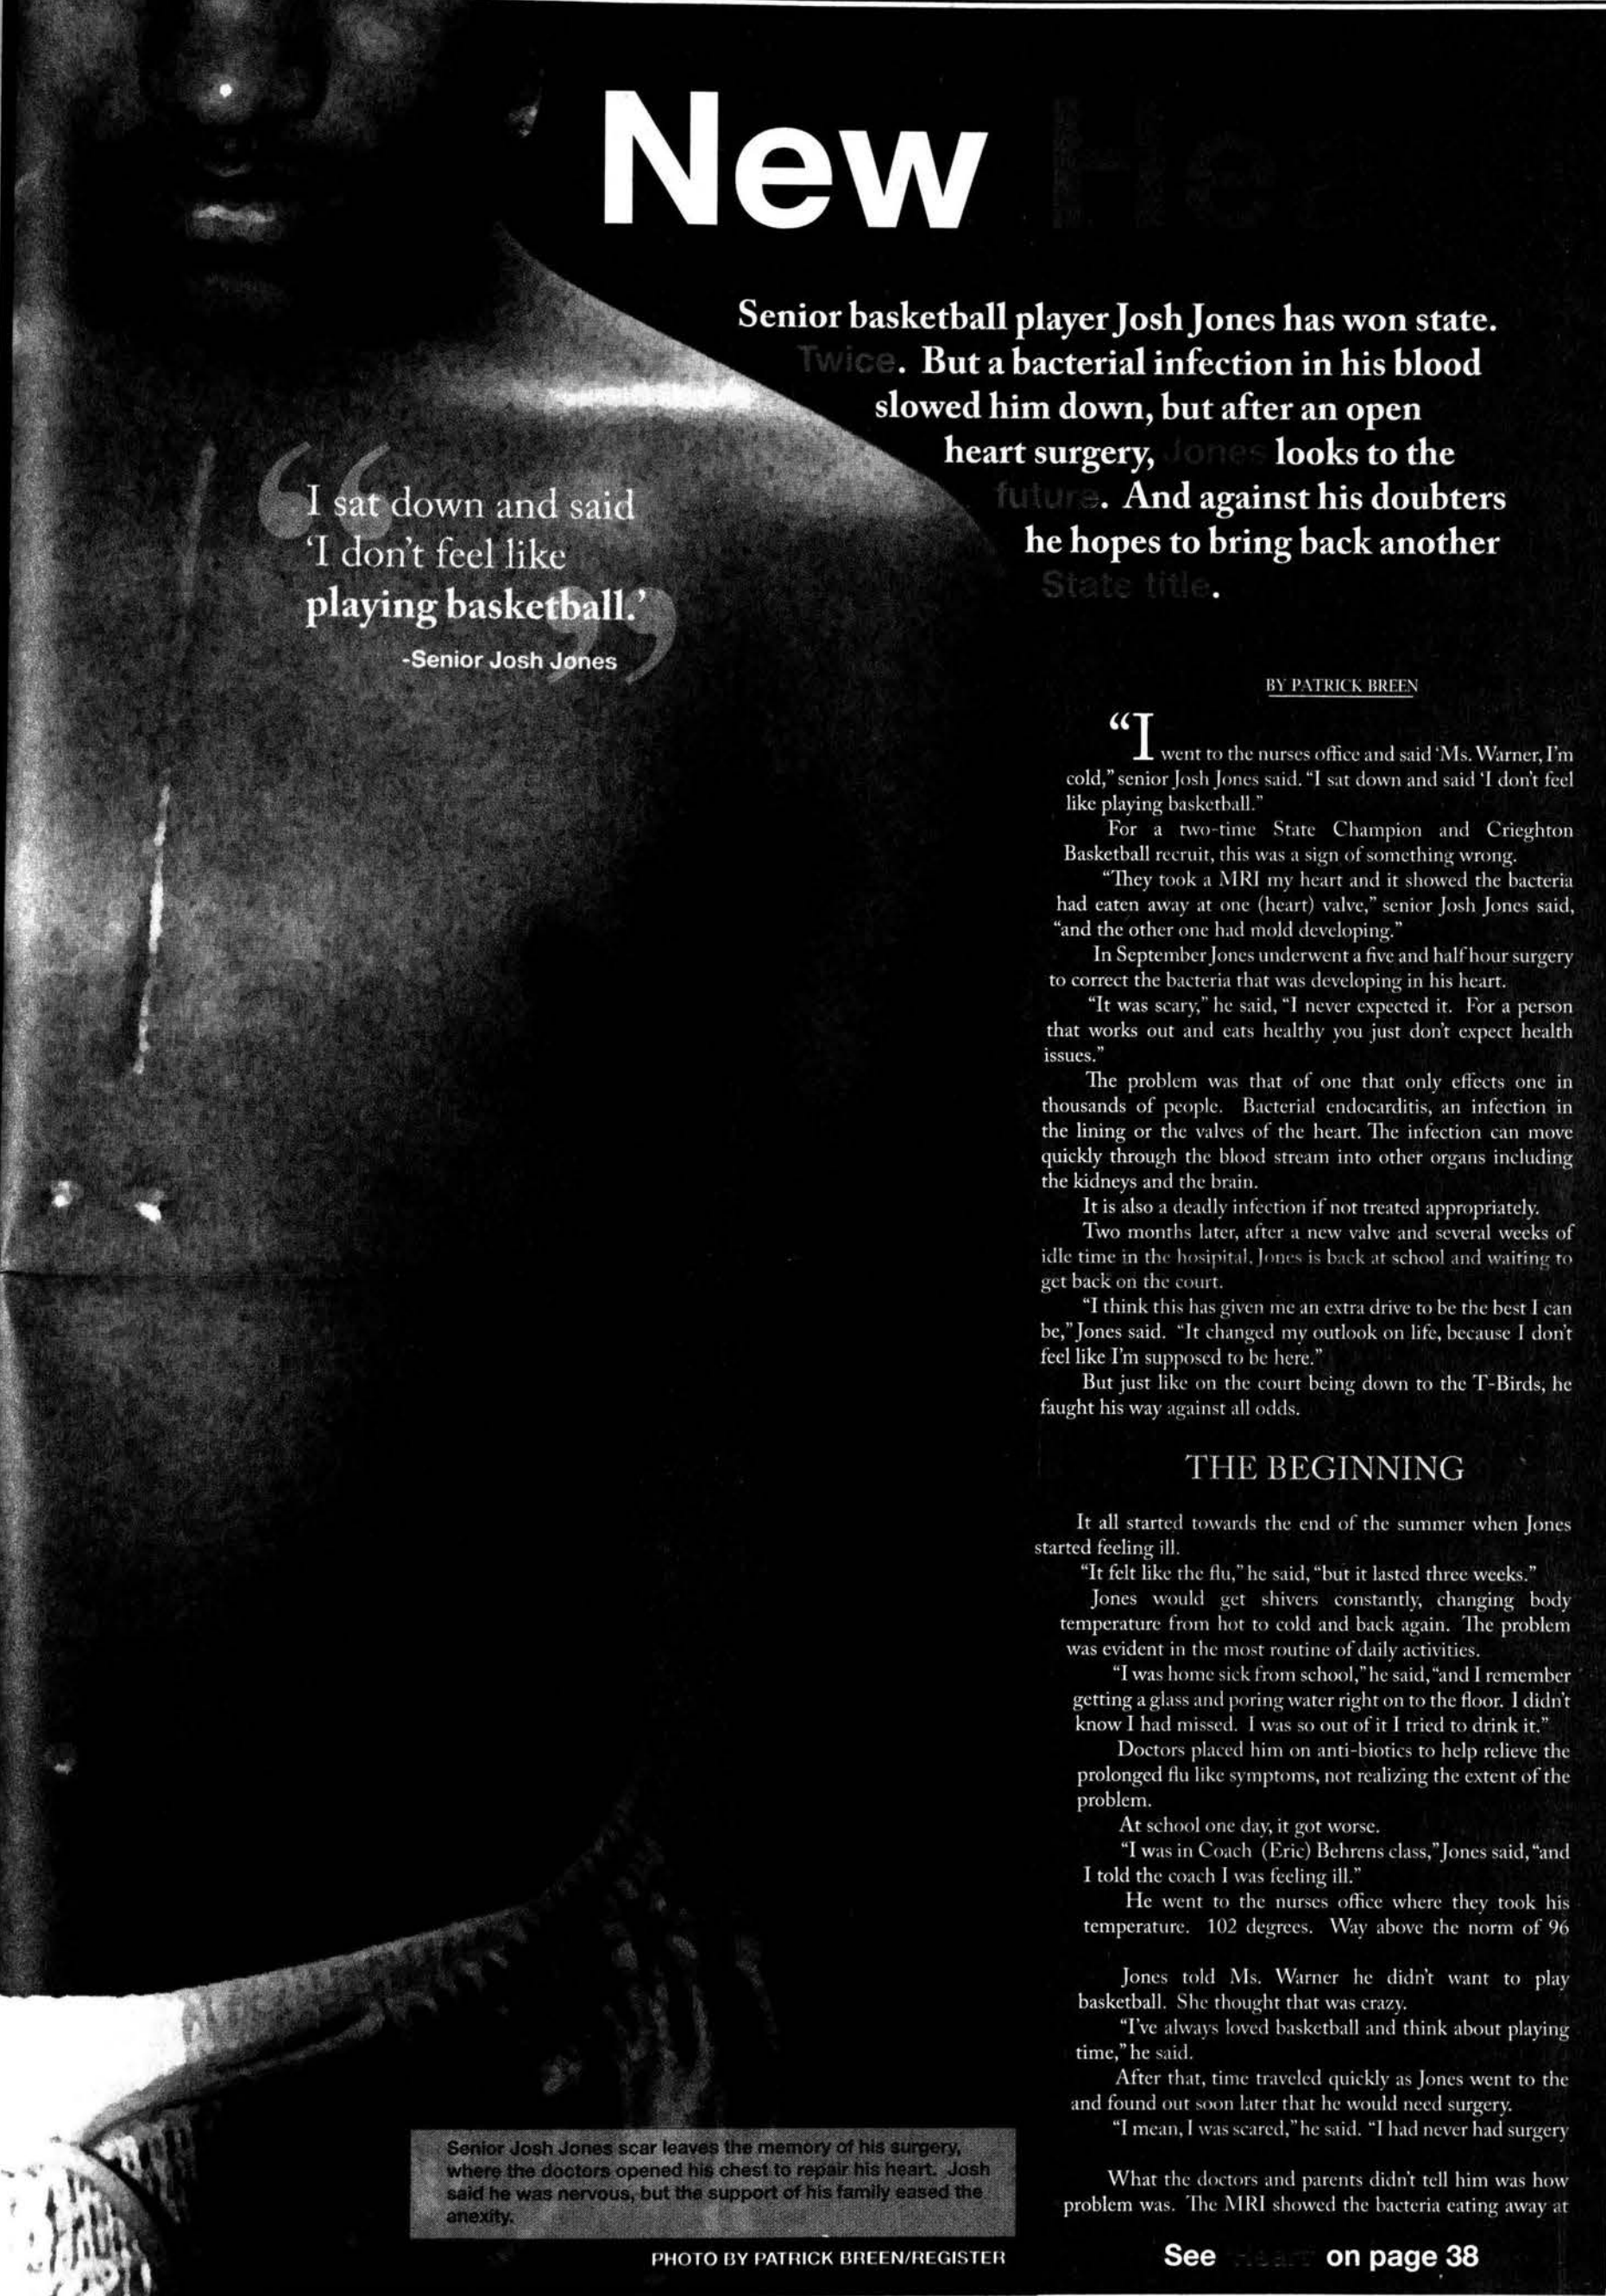 New Hea
Senior basketball player Josh Jones has won state.
Twice. But a bacterial infection in his blood
slowed him down, but after an open
heart surgery, Jones looks to the
future. And against his doubters
he hopes to bring back another
State title.
“I sat down and said
‘I don’t feel like
playing basketball.’”
-Senior Josh Jones
BY PATRICK BREEN
“I went to the nurses office and said ‘Ms. Warner, I’m
cold,” senior Josh Jones said. “I sat down and said ‘I don’t feel
like playing basketball.”
For a two-time State Champion and Crieghton
Basketball recruit, this was a sign of something wrong.
“They took a MRI my heart and it showed the bacteria
had eaten away at one (heart) valve,” senior Josh Jones said,
“and the other one had mold developing.”
In September Jones underwent a five and half hour surgery
to correct the bacteria that was developing in his heart.
“It was scary,” he said, “I never expected it. For a person
that works out and eats healthy you just don’t expect health
issues.”
The problem was that of one that only effects one in
thousands of people. Bacterial endocarditis, an infection in
the lining or the valves of the heart. The infection can move
quickly through the blood stream into other organs including
the kidneys and the brain.
It is also a deadly infection if not treated appropriately.
Two months later, after a new valve and several weeks of
idle time in the hosipital, Jones is back at school and waiting to
get back on the court.
“I think this has given me an extra drive to be the best I can
be,” Jones said. “It changed my outlook on life, because I don’t
feel like I’m supposed to be here.”
But just like on the court being down to the T-Birds, he
faught his way against all odds.
THE BEGINNING
It all started towards the end of the summer when Jones
started feeling ill.
“It felt like the flu,” he said, “but it lasted three weeks.”
Jones would get shivers constantly, changing body
temperature from hot to cold and back again. The problem
was evident in the most routine of daily activities.
“I was home sick from school,” he said, “and I remember
getting a glass and poring water right on to the floor. I didn’t
know I had missed. I was so out of it I tried to drink it.”
Doctors placed him on anti-biotics to help relieve the
prolonged flu like symptoms, not realizing the extent of the
problem.
At school one day, it got worse.
“I was in Coach (Eric) Behrens class,” Jones said, “and
I told the coach I was feeling ill.”
He went to the nurses office where they took his
temperature. 102 degrees. Way above the norm of 96
Jones told Ms. Warner he didn’t want to play
basketball. She thought that was crazy.
“I’ve always loved basketball and think about playing
time,” he said.
After that, time traveled quickly as Jones went to the
and found out soon later that he would need surgery.
“I mean, I was scared,” he said. “I had never had surgery
What the doctors and parents didn’t tell him was how
problem was. The MRI showed the bacteria eating away at
See Heart on page 38
Senior Josh Jones scar leaves the memory of his surgery,
where the doctors opened his chest to repair his heart. Josh
said he was nervous, but the support of his family eased the
anexity.
PHOTO BY PATRICK BREEN/REGISTER